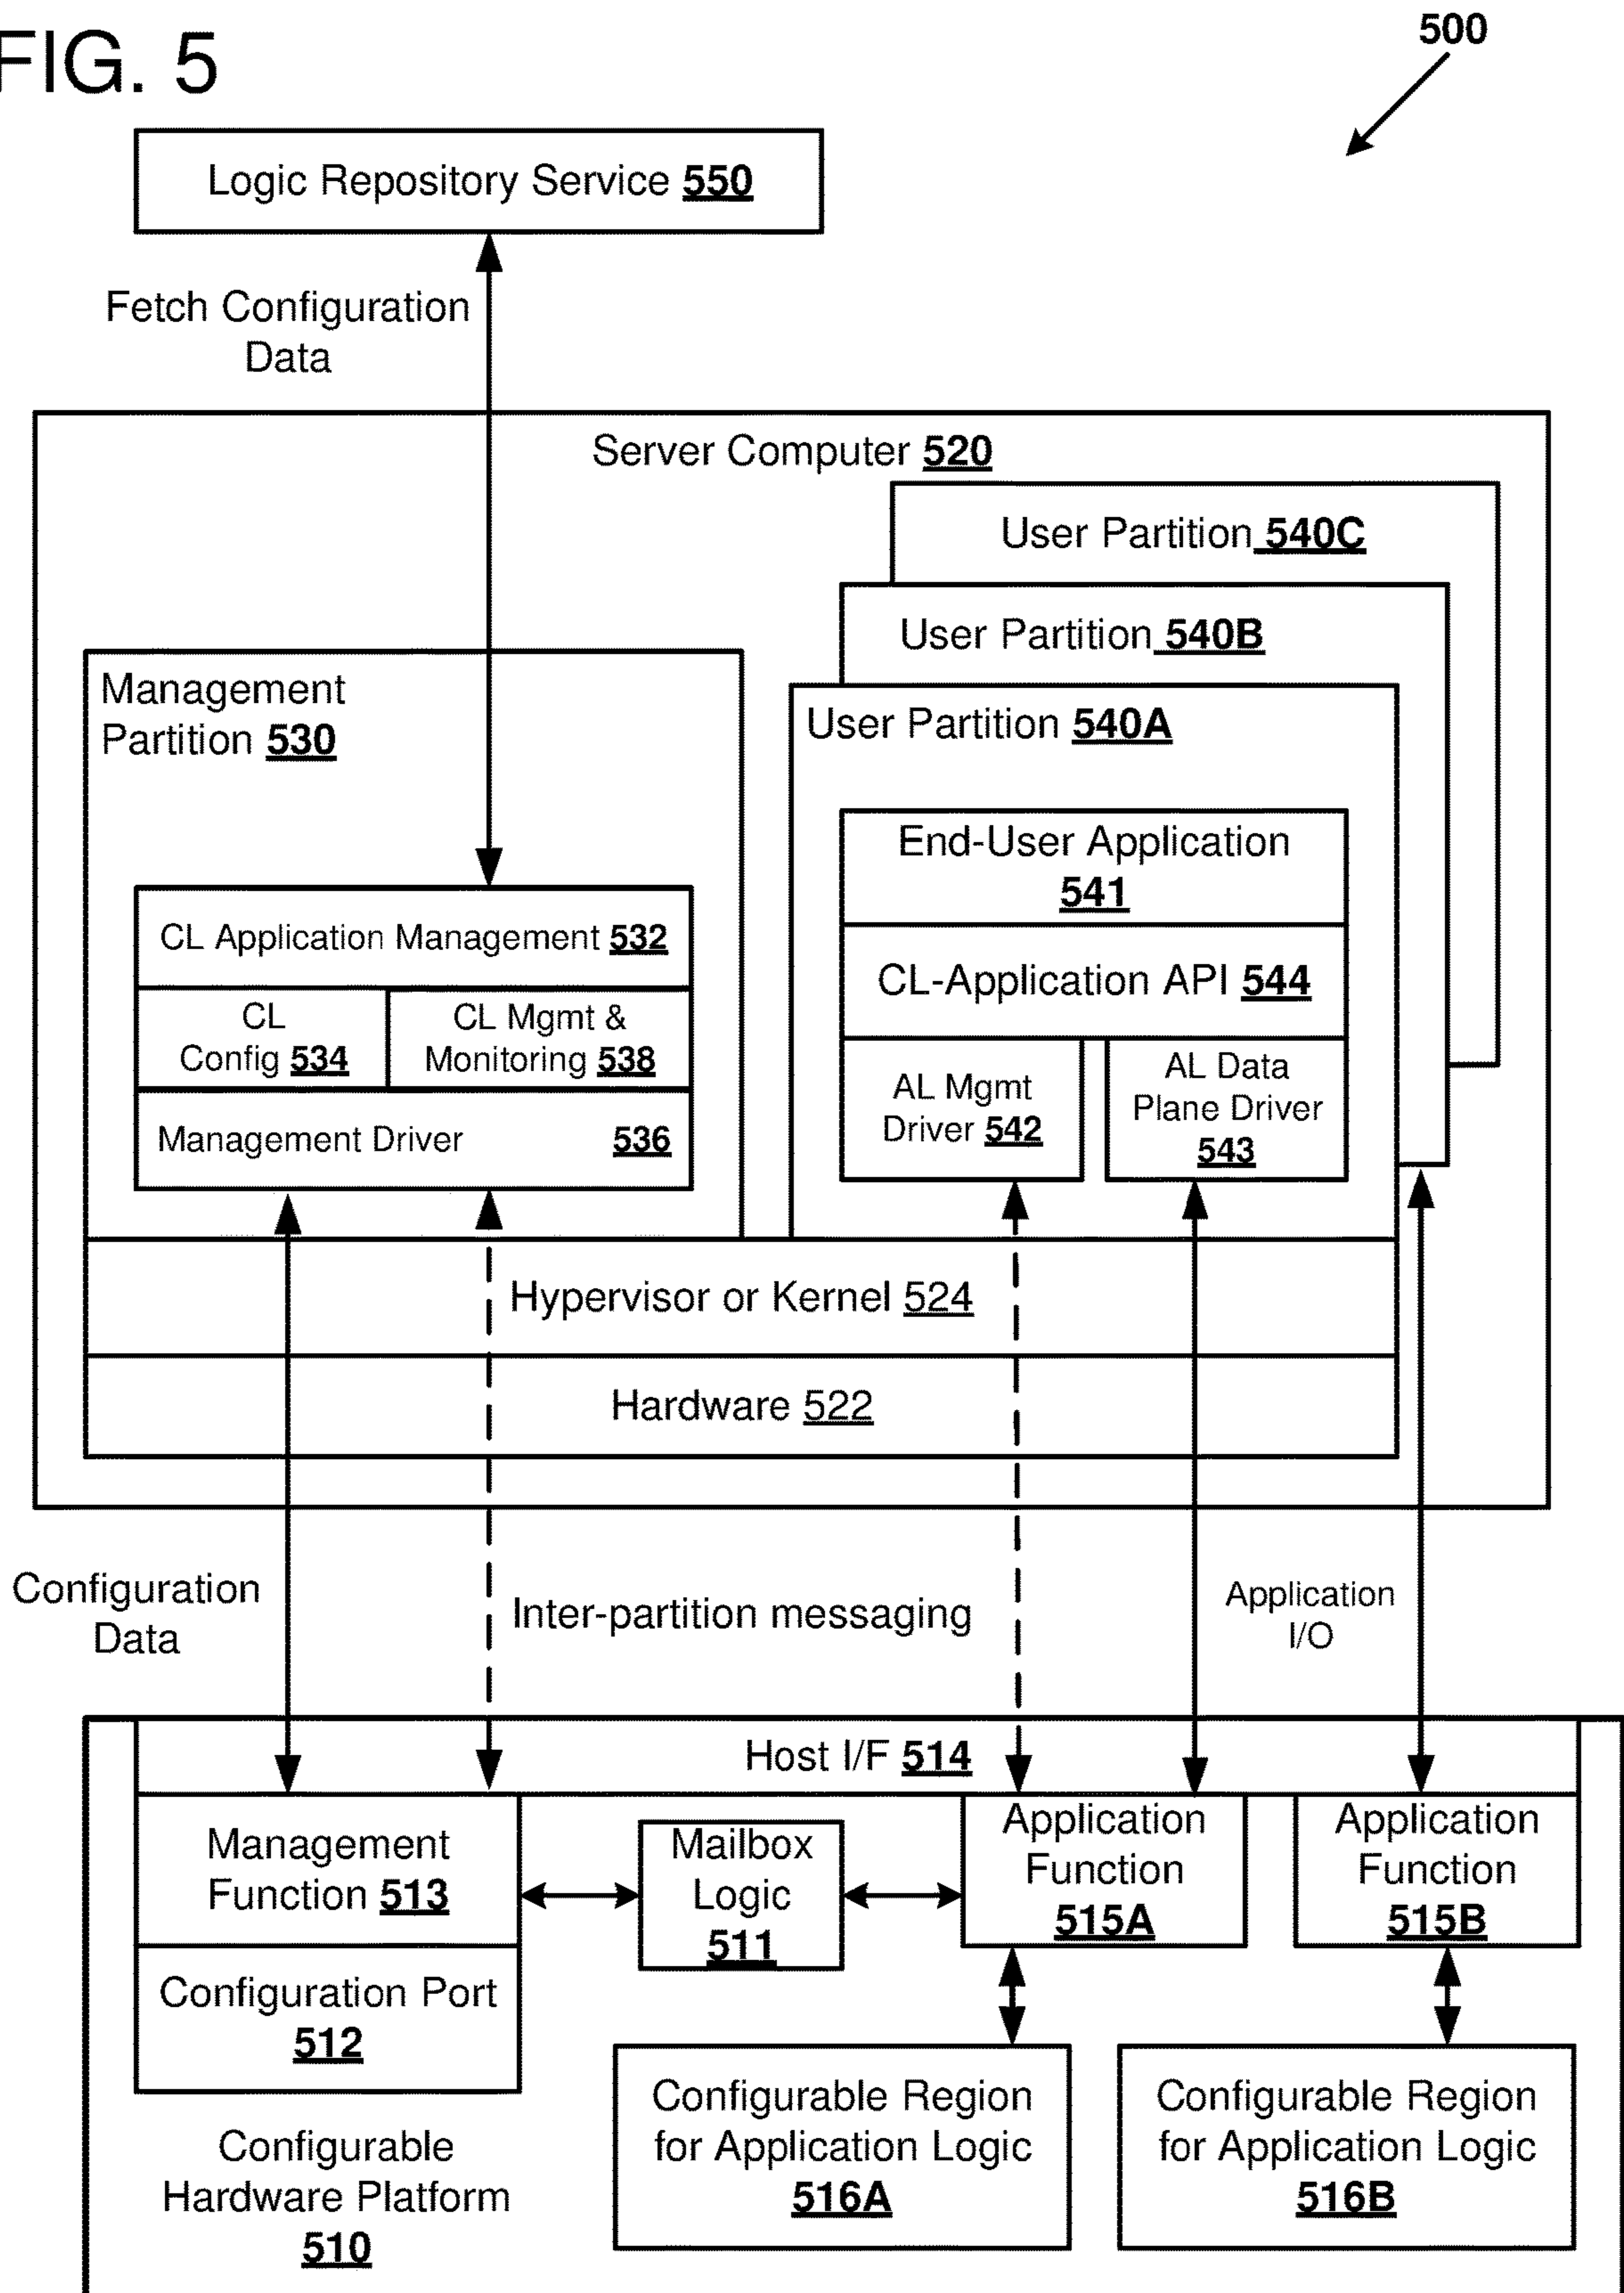 FIG. 5
500
Logic Repository Service 550
Fetch Configuration
Data
Server Computer 520
User Partition 540C
User Partition 540B
Management
Partition 530
User Partition 540A
End-User Application
541
CL Application Management 532
CL-Application API 544
CL
Config 534
CL Mgmt &
Monitoring 538
AL Mgmt
Driver 542
AL Data
Plane Driver
543
Management Driver 536
Hypervisor or Kernel 524
Hardware 522
Configuration
Data
Inter-partition messaging
Application
I/O
Host I/F 514
Management
Function 513
Mailbox
Logic
511
Application
Function
515A
Application
Function
515B
Configuration Port
512
Configurable
Hardware Platform
510
Configurable Region
for Application Logic
516A
Configurable Region
for Application Logic
516B